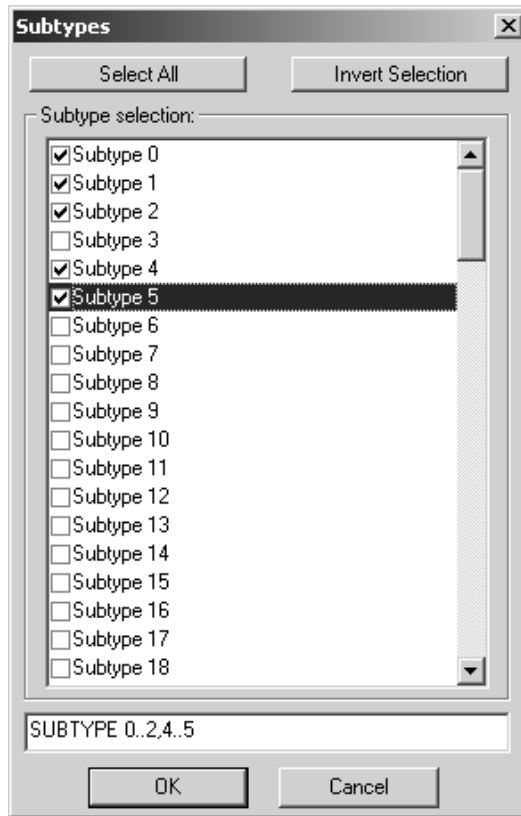 Subtypes
Select All Invert Selection
Subtype selection:
Subtype 0
Subtype 1
Subtype 2
Subtype 3
Subtype 4
Subtype 5
Subtype 6
Subtype 7
Subtype 8
Subtype 9
Subtype 10
Subtype 11
Subtype 12
Subtype 13
Subtype 14
Subtype 15
Subtype 16
Subtype 17
Subtype 18
SUBTYPE 0..2,4..5
OK Cancel